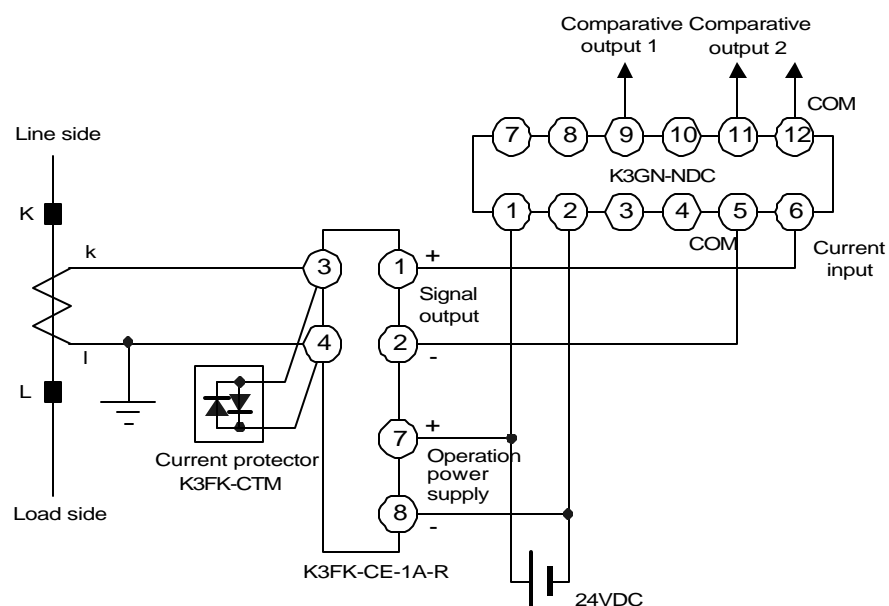 Comparative output 1
Comparative output 2
COM
7 8 9 10 11 12
K3GN-NDC
1 2 3 4 5 6
COM
Current input
Line side
K
k
l
L
Load side
3
4
1
+
Signal output
2
-
7
+
Operation power supply
8
-
Current protector
K3FK-CTM
K3FK-CE-1A-R
24VDC